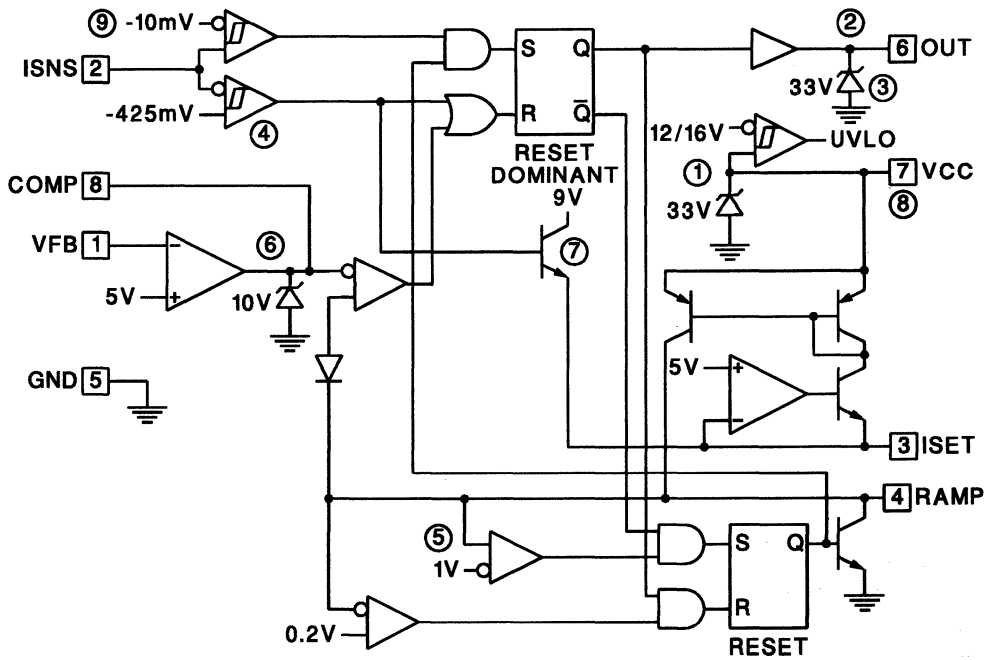 ⑨ -10mV
②
S Q 6 OUT
ISNS 2
33V ③
-425mV
④
R Q̅
12/16V
UVLO
RESET
DOMINANT
①
7 VCC
COMP 8
9V
33V
⑧
VFB 1
⑥
⑦
5V
10V
5V
GND 5
3 ISET
4 RAMP
⑤
1V
S Q
R
0.2V
RESET
- + + -